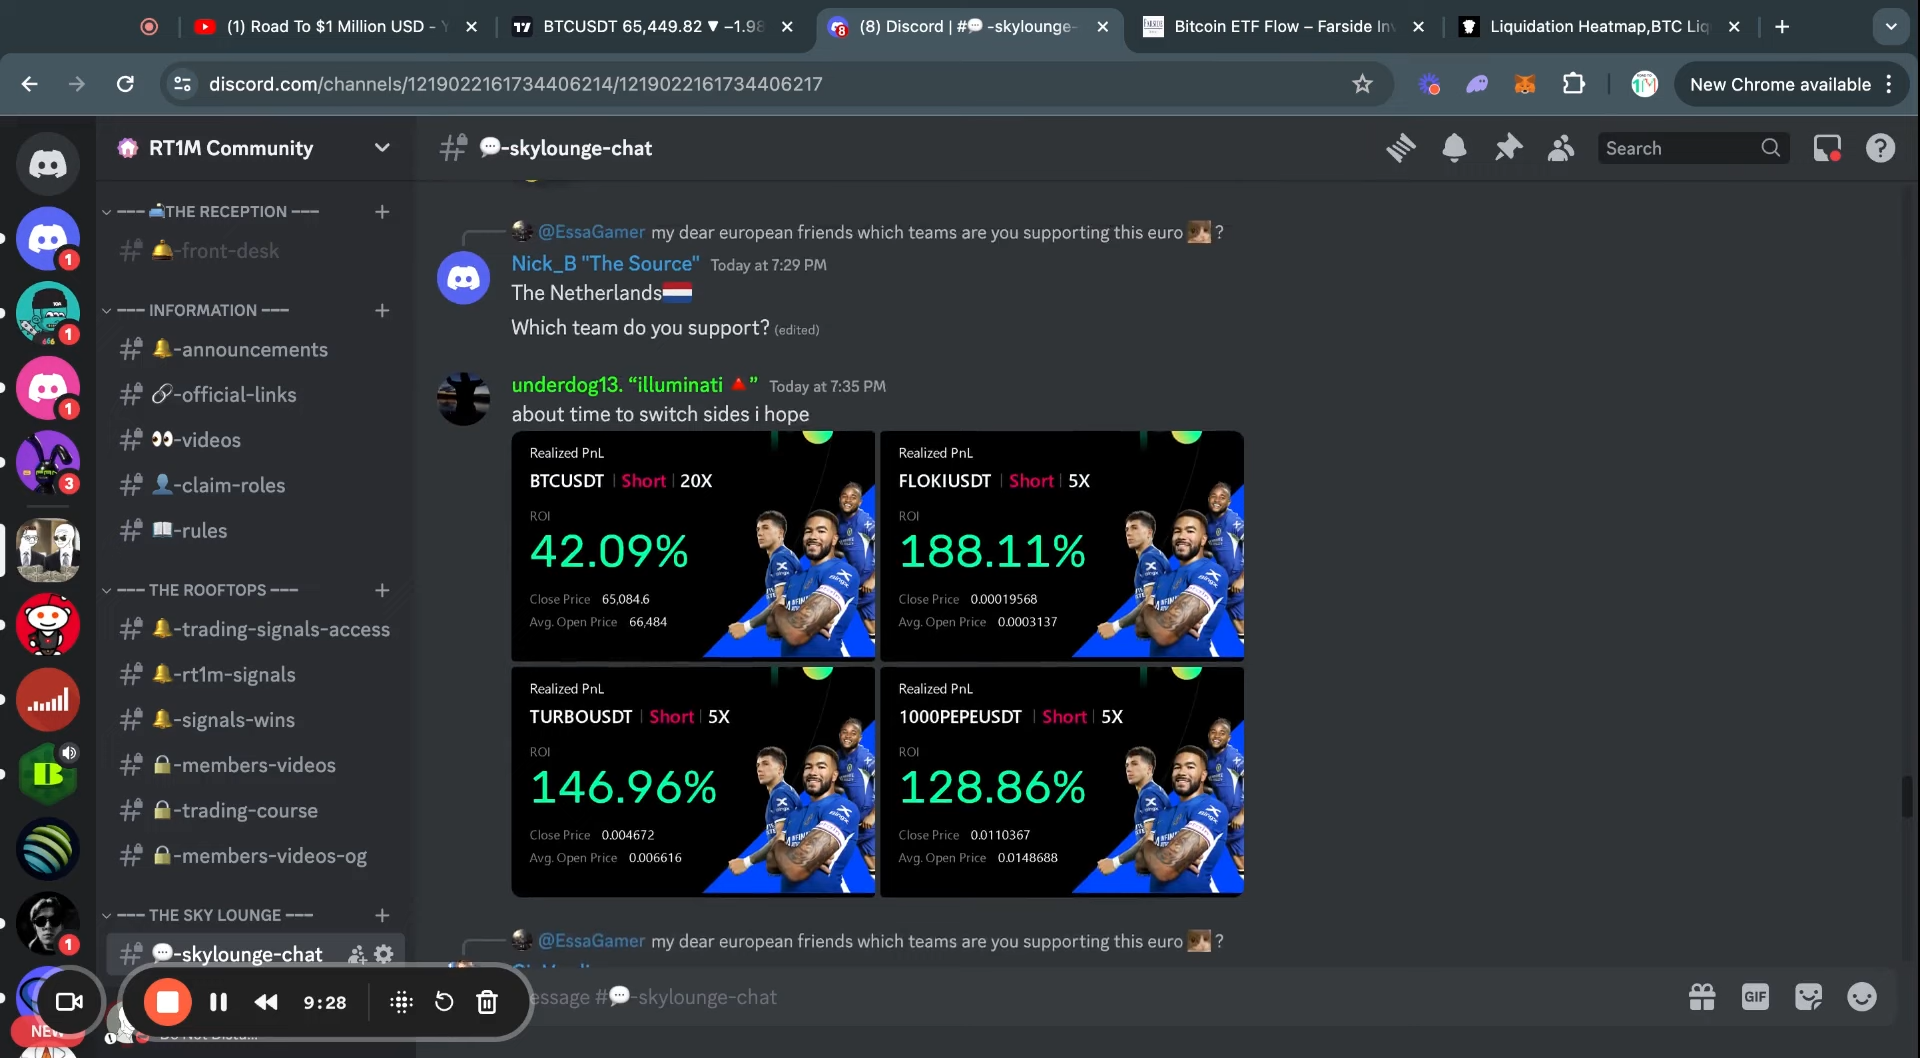 (1) Road To $1 Million USD - Y
BTCUSDT 65,449.82 ▼ −1.98
(8) Discord | #💬 -skylounge-
Bitcoin ETF Flow – Farside Inv
Liquidation Heatmap,BTC Liq
discord.com/channels/1219022161734406214/1219022161734406217
New Chrome available
RT1M Community
💬-skylounge-chat
Search
--- 🛎️THE RECEPTION ---
🛎️-front-desk
--- INFORMATION ---
🔔-announcements
🔗-official-links
👀-videos
👤-claim-roles
📖-rules
--- THE ROOFTOPS ---
🔔-trading-signals-access
🔔-rt1m-signals
🔔-signals-wins
🔒-members-videos
🔒-trading-course
🔒-members-videos-og
--- THE SKY LOUNGE ---
💬-skylounge-chat
@EssaGamer my dear european friends which teams are you supporting this euro ?
Nick_B "The Source" Today at 7:29 PM
The Netherlands🇳🇱
Which team do you support? (edited)
underdog13. “illuminati 🔺” Today at 7:35 PM
about time to switch sides i hope
Realized PnL
BTCUSDT | Short | 20X
ROI
42.09%
Close Price 65,084.6
Avg. Open Price 66,484
Realized PnL
FLOKIUSDT | Short | 5X
ROI
188.11%
Close Price 0.00019568
Avg. Open Price 0.0003137
Realized PnL
TURBOUSDT | Short | 5X
ROI
146.96%
Close Price 0.004672
Avg. Open Price 0.006616
Realized PnL
1000PEPEUSDT | Short | 5X
ROI
128.86%
Close Price 0.0110367
Avg. Open Price 0.0148688
@EssaGamer my dear european friends which teams are you supporting this euro ?
essage #💬-skylounge-chat
GIF
9:28
NEW
1
1
1
3
1